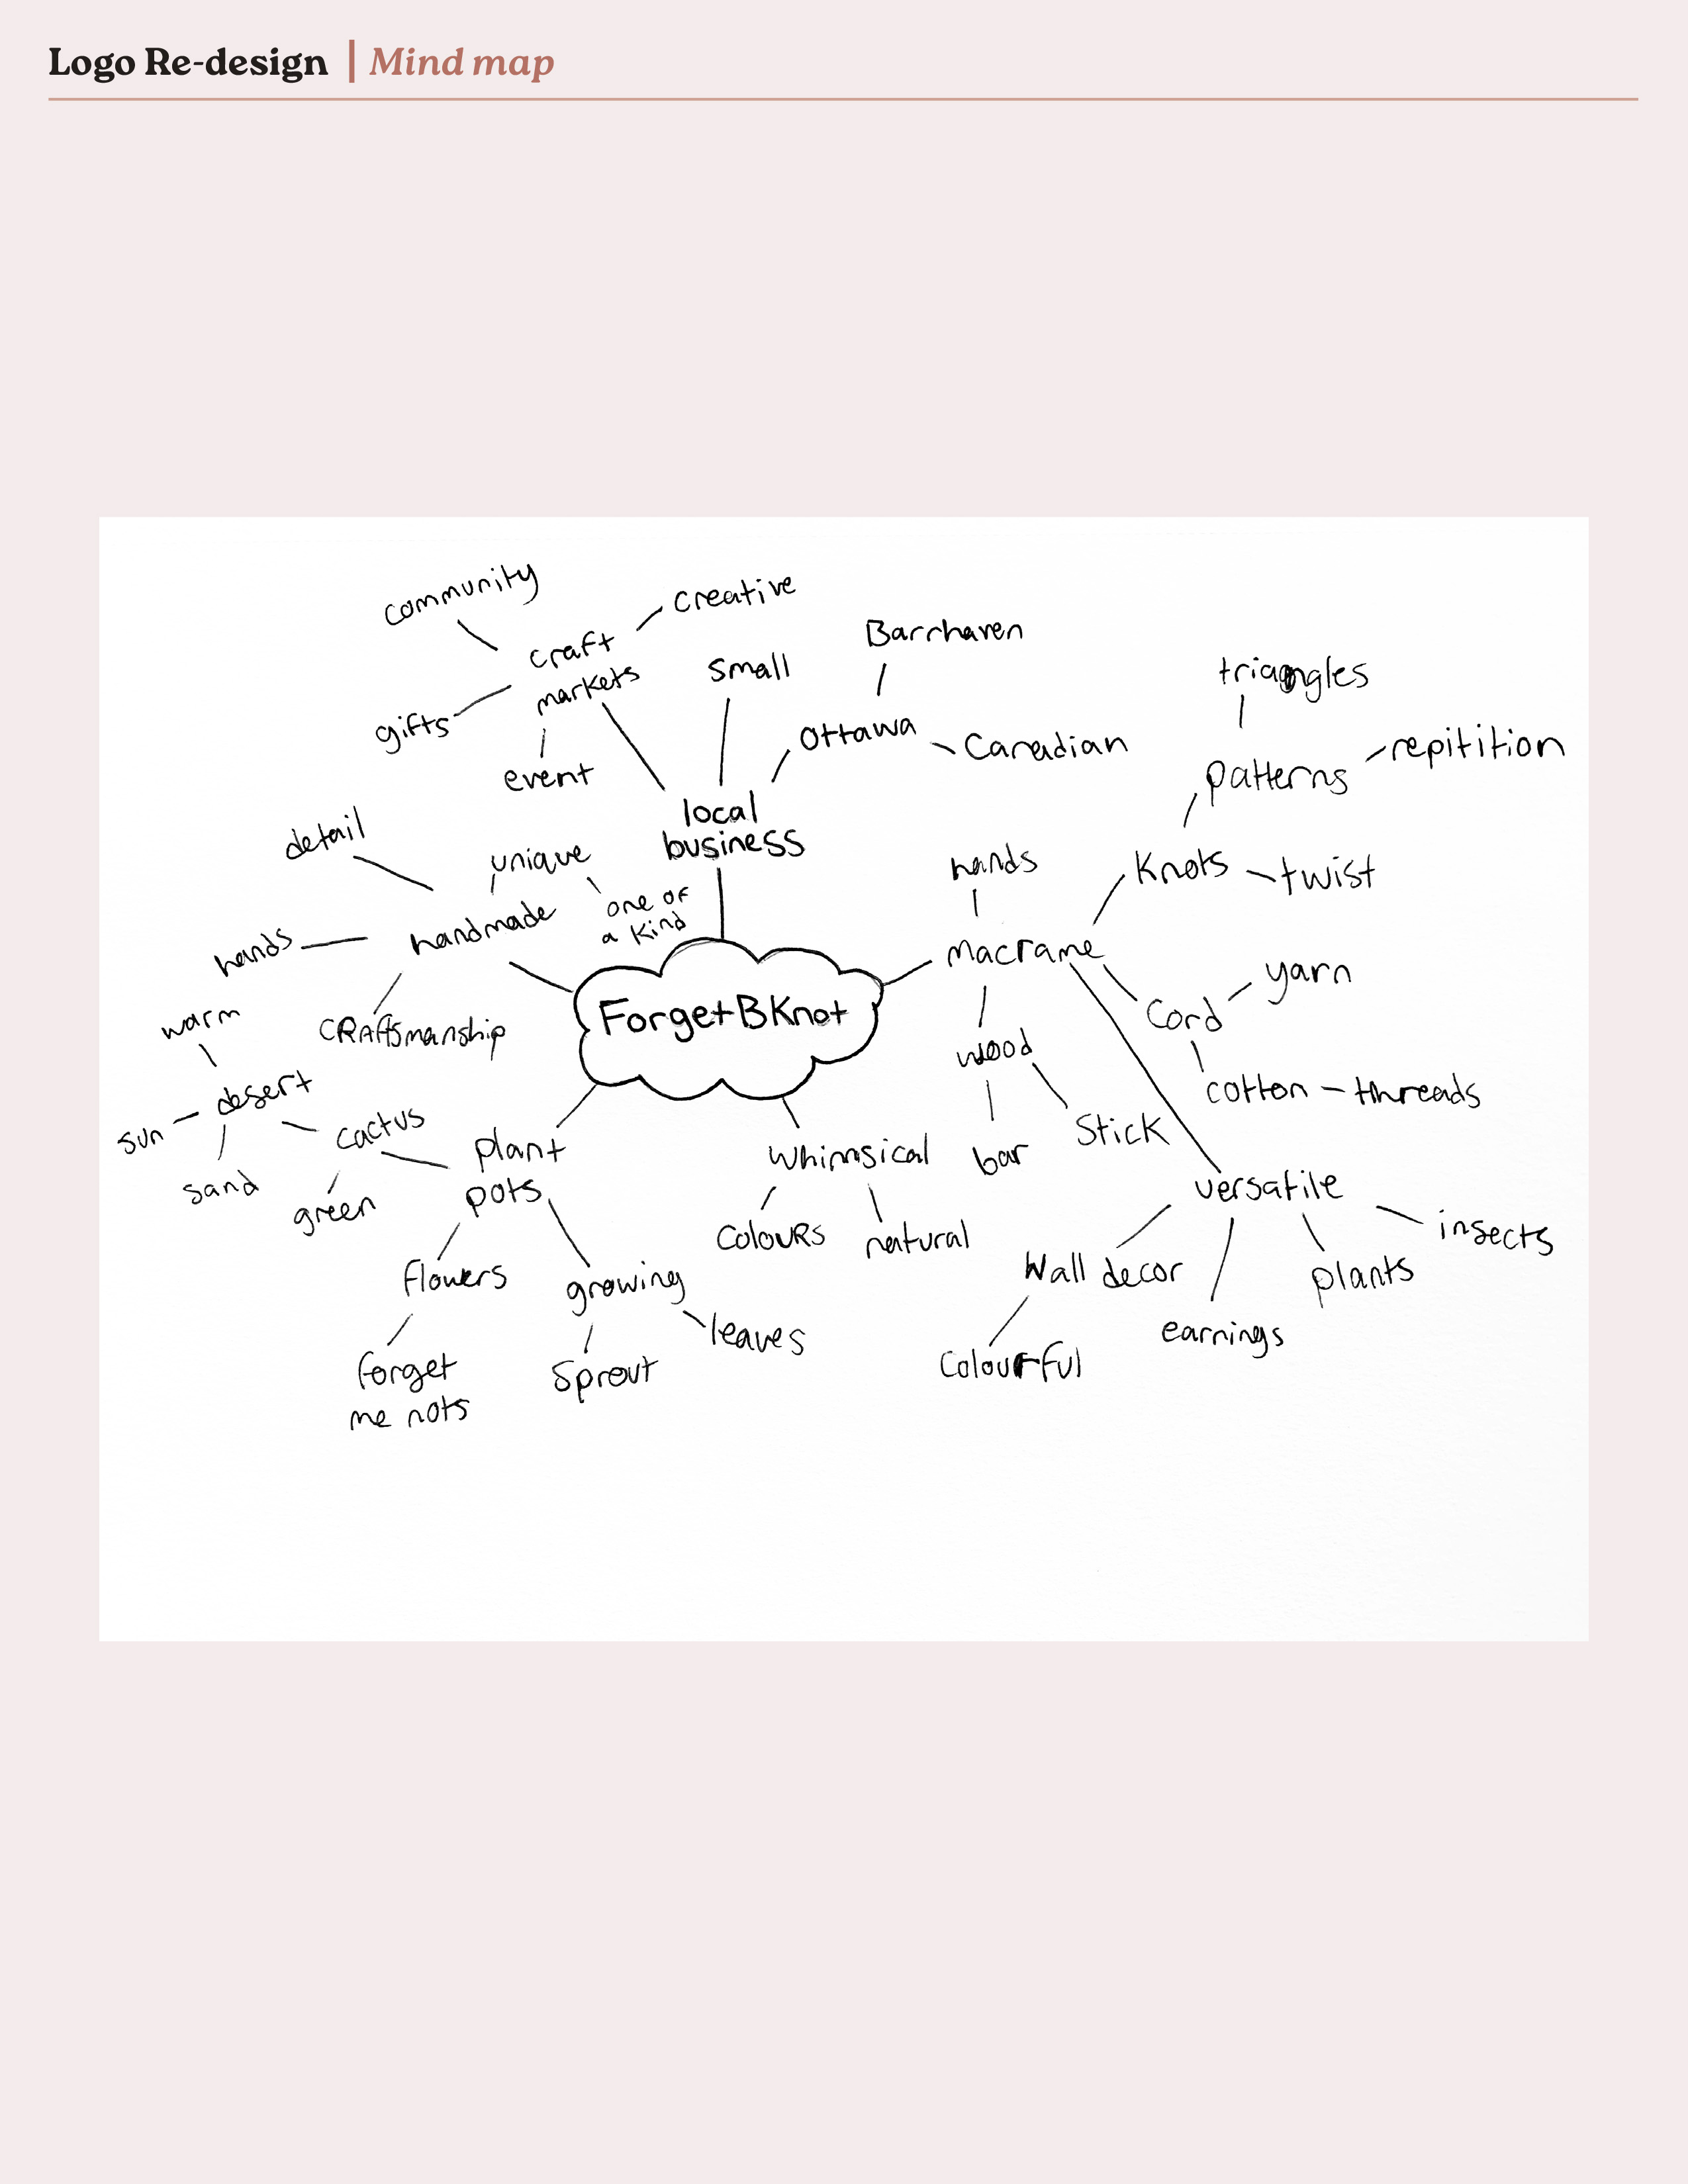 Logo Re-design | Mind map
community
creative
craft
markets
gifts
event
small
Barrhaven
Ottawa
Canadian
local
business
detail
unique
one of
a kind
handmade
hands
CRAftsmanship
ForgetBKnot
hands
macrame
Knots
twist
patterns
triangles
repitition
Cord
yarn
cotton
threads
wood
bar
Stick
versatile
Wall decor
Colourful
earnings
plants
insects
whimsical
ColouRs
natural
plant
pots
cactus
green
desert
warm
sun
sand
flowers
forget
me nots
growing
Sprout
leaves